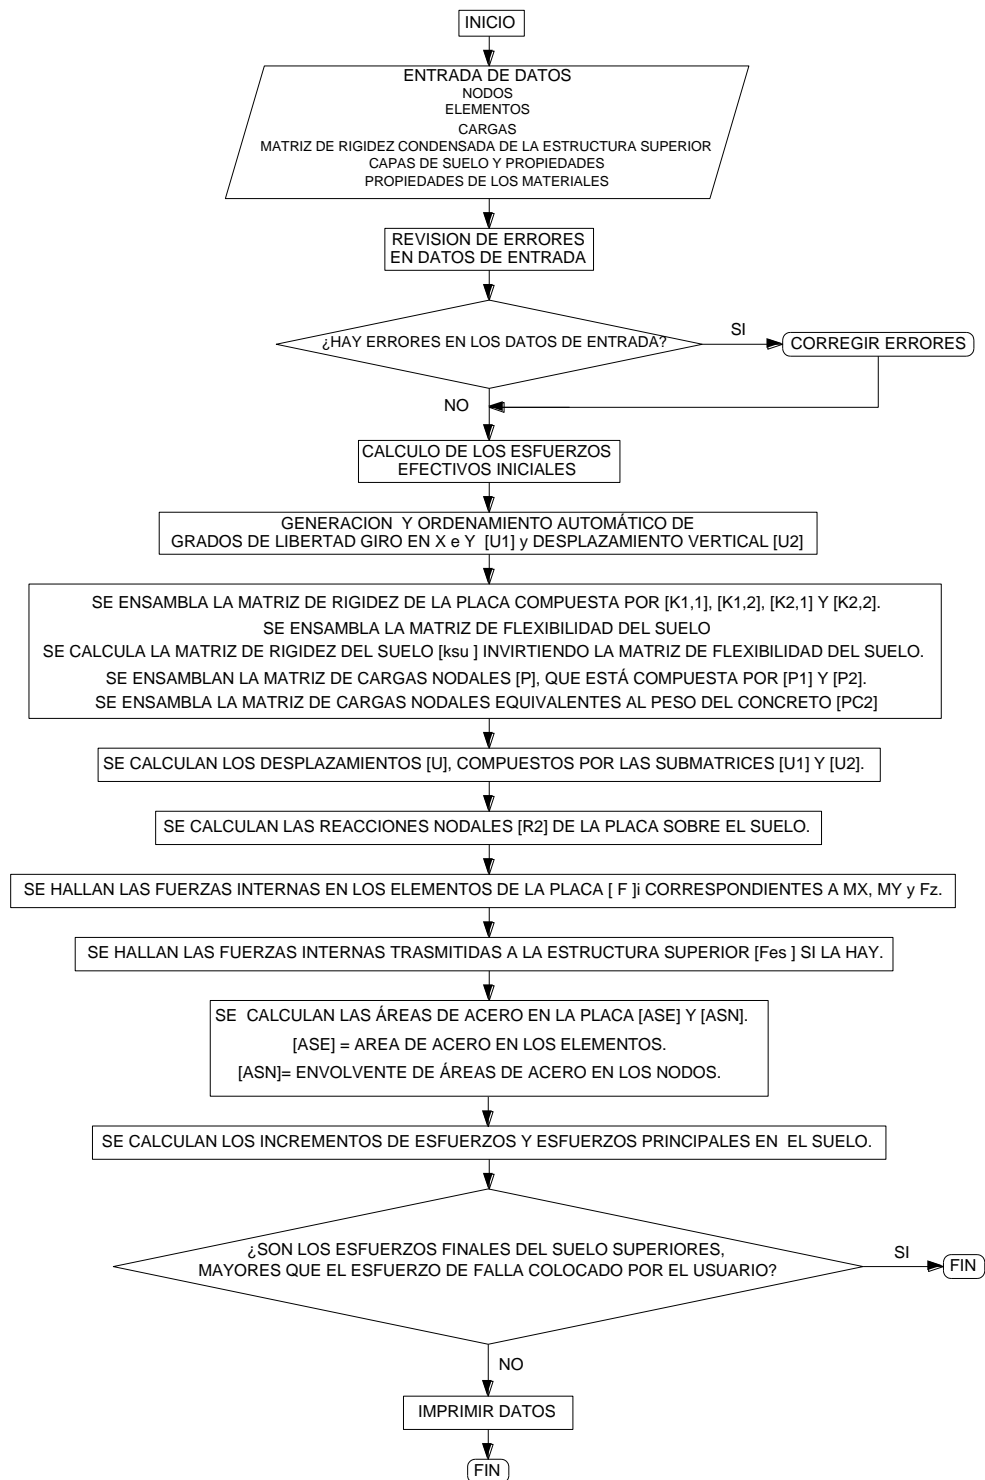 INICIO
ENTRADA DE DATOS
NODOS
ELEMENTOS
CARGAS
MATRIZ DE RIGIDEZ CONDENSADA DE LA ESTRUCTURA SUPERIOR
CAPAS DE SUELO Y PROPIEDADES
PROPIEDADES DE LOS MATERIALES
REVISION DE ERRORES
EN DATOS DE ENTRADA
¿HAY ERRORES EN LOS DATOS DE ENTRADA?
SI
CORREGIR ERRORES
NO
CALCULO DE LOS ESFUERZOS
EFECTIVOS INICIALES
GENERACION Y ORDENAMIENTO AUTOMÁTICO DE
GRADOS DE LIBERTAD GIRO EN X e Y [U1] y DESPLAZAMIENTO VERTICAL [U2]
SE ENSAMBLA LA MATRIZ DE RIGIDEZ DE LA PLACA COMPUESTA POR [K1,1], [K1,2], [K2,1] Y [K2,2].
SE ENSAMBLA LA MATRIZ DE FLEXIBILIDAD DEL SUELO
SE CALCULA LA MATRIZ DE RIGIDEZ DEL SUELO [ksu ] INVIRTIENDO LA MATRIZ DE FLEXIBILIDAD DEL SUELO.
SE ENSAMBLAN LA MATRIZ DE CARGAS NODALES [P], QUE ESTÁ COMPUESTA POR [P1] Y [P2].
SE ENSAMBLA LA MATRIZ DE CARGAS NODALES EQUIVALENTES AL PESO DEL CONCRETO [PC2]
SE CALCULAN LOS DESPLAZAMIENTOS [U], COMPUESTOS POR LAS SUBMATRICES [U1] Y [U2].
SE CALCULAN LAS REACCIONES NODALES [R2] DE LA PLACA SOBRE EL SUELO.
SE HALLAN LAS FUERZAS INTERNAS EN LOS ELEMENTOS DE LA PLACA [ F ]i CORRESPONDIENTES A MX, MY y Fz.
SE HALLAN LAS FUERZAS INTERNAS TRASMITIDAS A LA ESTRUCTURA SUPERIOR [Fes ] SI LA HAY.
SE CALCULAN LAS ÁREAS DE ACERO EN LA PLACA [ASE] Y [ASN].
[ASE] = AREA DE ACERO EN LOS ELEMENTOS.
[ASN]= ENVOLVENTE DE ÁREAS DE ACERO EN LOS NODOS.
SE CALCULAN LOS INCREMENTOS DE ESFUERZOS Y ESFUERZOS PRINCIPALES EN EL SUELO.
¿SON LOS ESFUERZOS FINALES DEL SUELO SUPERIORES,
MAYORES QUE EL ESFUERZO DE FALLA COLOCADO POR EL USUARIO?
SI
FIN
NO
IMPRIMIR DATOS
FIN